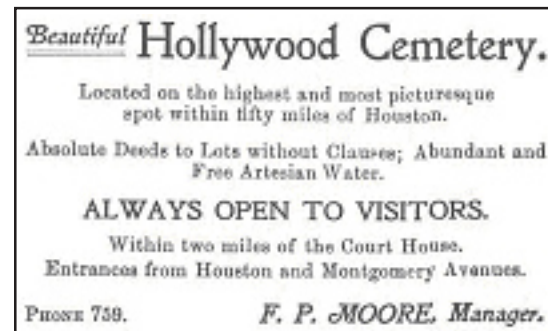 Beautiful Hollywood Cemetery.
Located on the highest and most picturesque
spot within fifty miles of Houston.
Absolute Deeds to Lots without Clauses; Abundant and
Free Artesian Water.
ALWAYS OPEN TO VISITORS.
Within two miles of the Court House.
Entrances from Houston and Montgomery Avenues.
PHONE 759. F. P. MOORE, Manager.